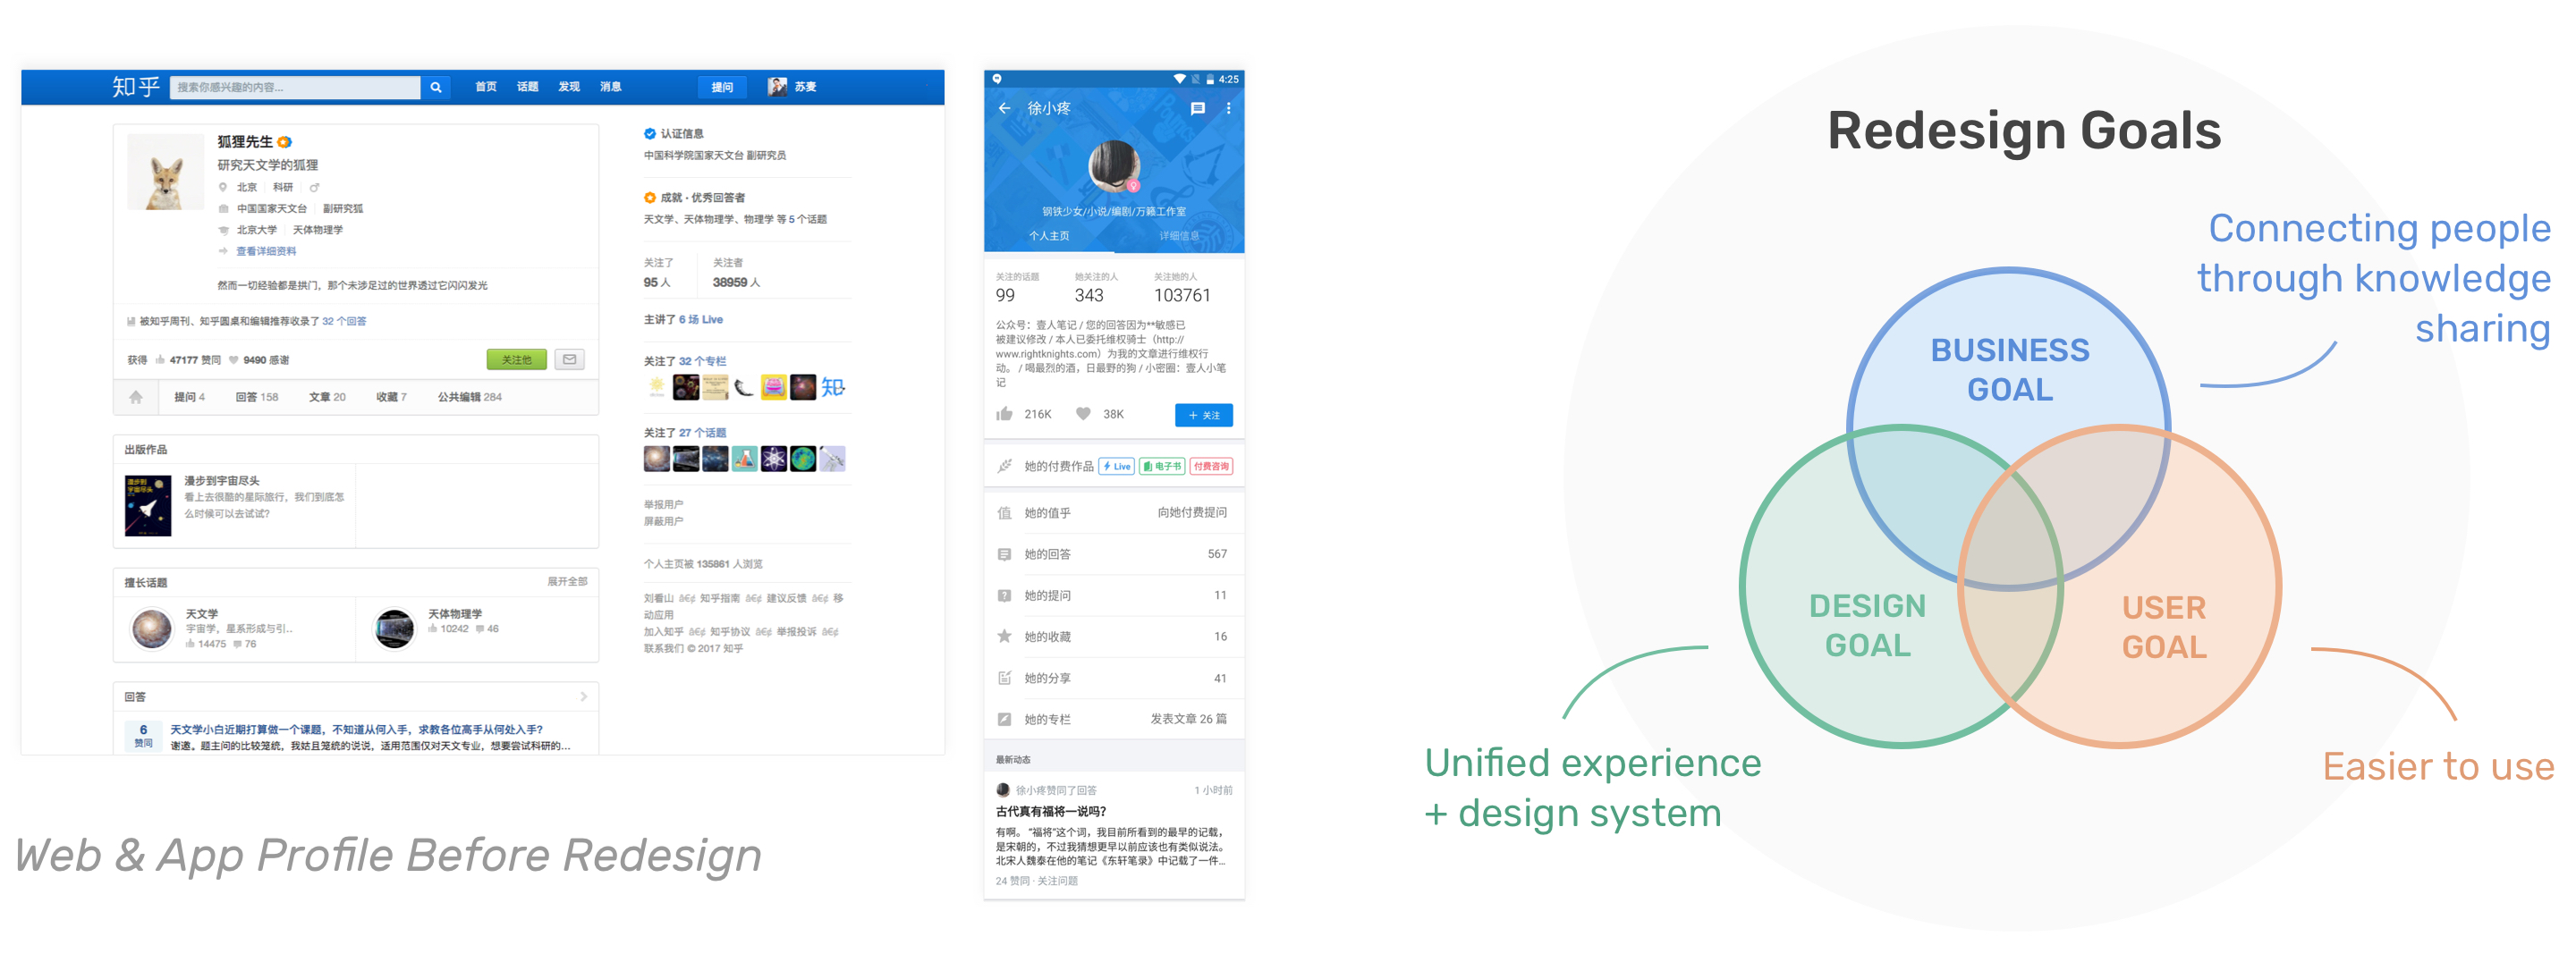 知乎
搜索你感兴趣的内容...
首页 话题 发现 消息
提问
苏麦
狐狸先生
研究天文学的狐狸
北京 科研
中国国家天文台 副研究狐
北京大学 天体物理学
查看详细资料
然而一切经验都是拱门，那个未涉足过的世界透过它闪闪发光
被知乎周刊、知乎圆桌和编辑推荐收录了 32 个回答
获得 47177 赞同 9490 感谢
关注他
提问 4 回答 158 文章 20 收藏 7 公共编辑 284
出版作品
漫步到宇宙尽头
看上去很酷的星际旅行，我们到底怎
么时候可以去试试？
擅长话题 展开全部
天文学
宇宙学，星系形成与引..
14475 76
天体物理学
10242 46
回答
6
赞同
天文学小白近期打算做一个课题，不知道从何入手，求教各位高手从何处入手？
谢邀。题主问的比较笼统，我姑且笼统的说说，适用范围仅对天文专业，想要尝试科研的...
认证信息
中国科学院国家天文台 副研究员
成就 · 优秀回答者
天文学、天体物理学、物理学 等 5 个话题
关注了 关注者
95 人 38959 人
主讲了 6 场 Live
关注了 32 个专栏
知
关注了 27 个话题
举报用户
屏蔽用户
个人主页被 135861 人浏览
刘看山 â€¢ 知乎指南 â€¢ 建议反馈 â€¢ 移
动应用
加入知乎 â€¢ 知乎协议 â€¢ 举报投诉 â€¢
联系我们 © 2017 知乎
Web & App Profile Before Redesign
4:25
徐小疼
钢铁少女/小说/编剧/万籁工作室
个人主页 详细信息
关注的话题 她关注的人 关注她的人
99 343 103761
公众号：壹人笔记 / 您的回答因为**敏感已
被建议修改 / 本人已委托维权骑士（http://
www.rightknights.com）为我的文章进行维权行
动。 / 喝最烈的酒，日最野的狗 / 小密圈：壹人小笔
记
216K 38K
+ 关注
她的付费作品 Live 电子书 付费咨询
值 她的值乎 向她付费提问
她的回答 567
她的提问 11
她的收藏 16
她的分享 41
她的专栏 发表文章 26 篇
最新动态
徐小疼赞同了回答 1 小时前
古代真有福将一说吗？
有啊。“福将”这个词，我目前所看到的最早的记载，
是宋朝的，不过我猜想更早以前应该也有类似说法。
北宋人魏泰在他的笔记《东轩笔录》中记载了一件...
24 赞同 · 关注问题
Redesign Goals
Connecting people
through knowledge
sharing
BUSINESS
GOAL
DESIGN
GOAL
USER
GOAL
Unified experience
+ design system
Easier to use